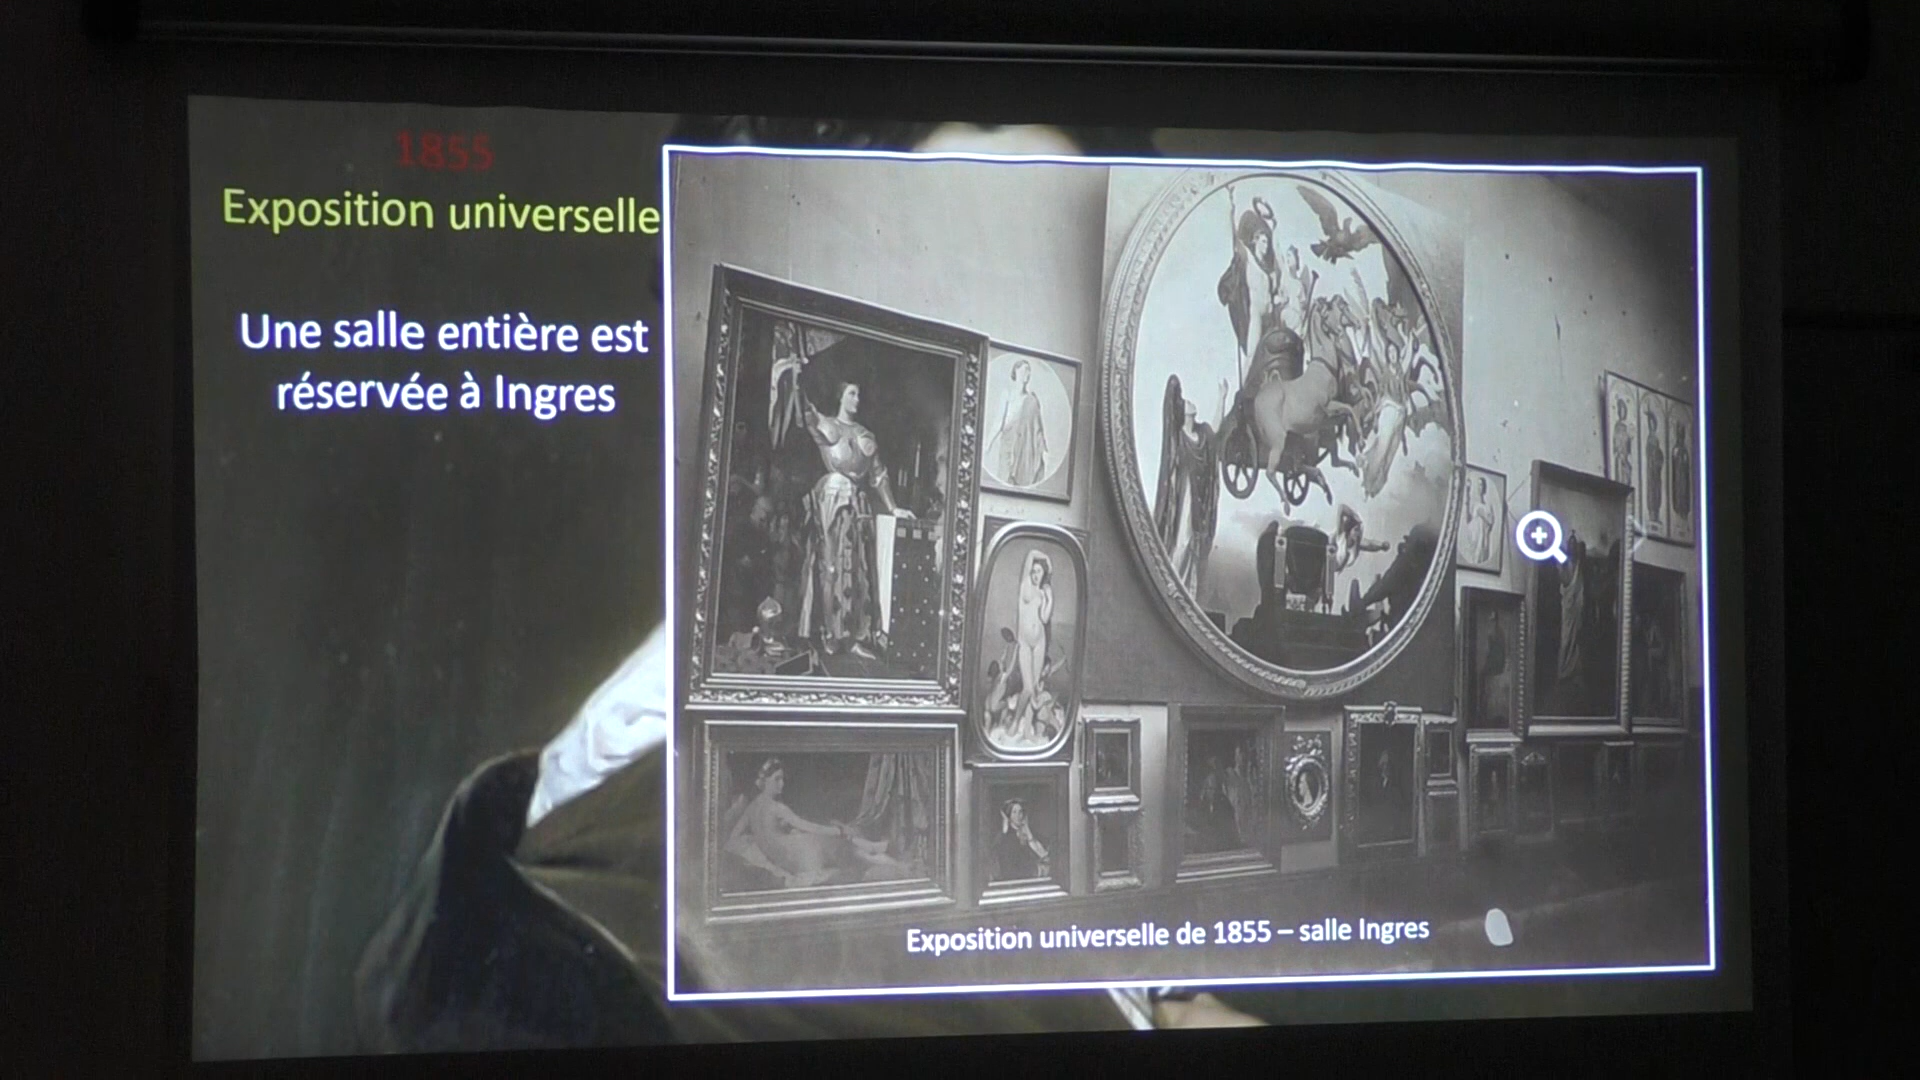 1855
Exposition universelle
Une salle entière est
réservée à Ingres
Exposition universelle de 1855 – salle Ingres